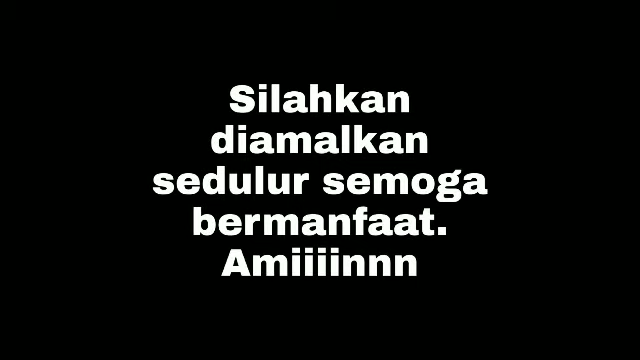 Silahkan
diamalkan
sedulur semoga
bermanfaat.
Amiiiinnn